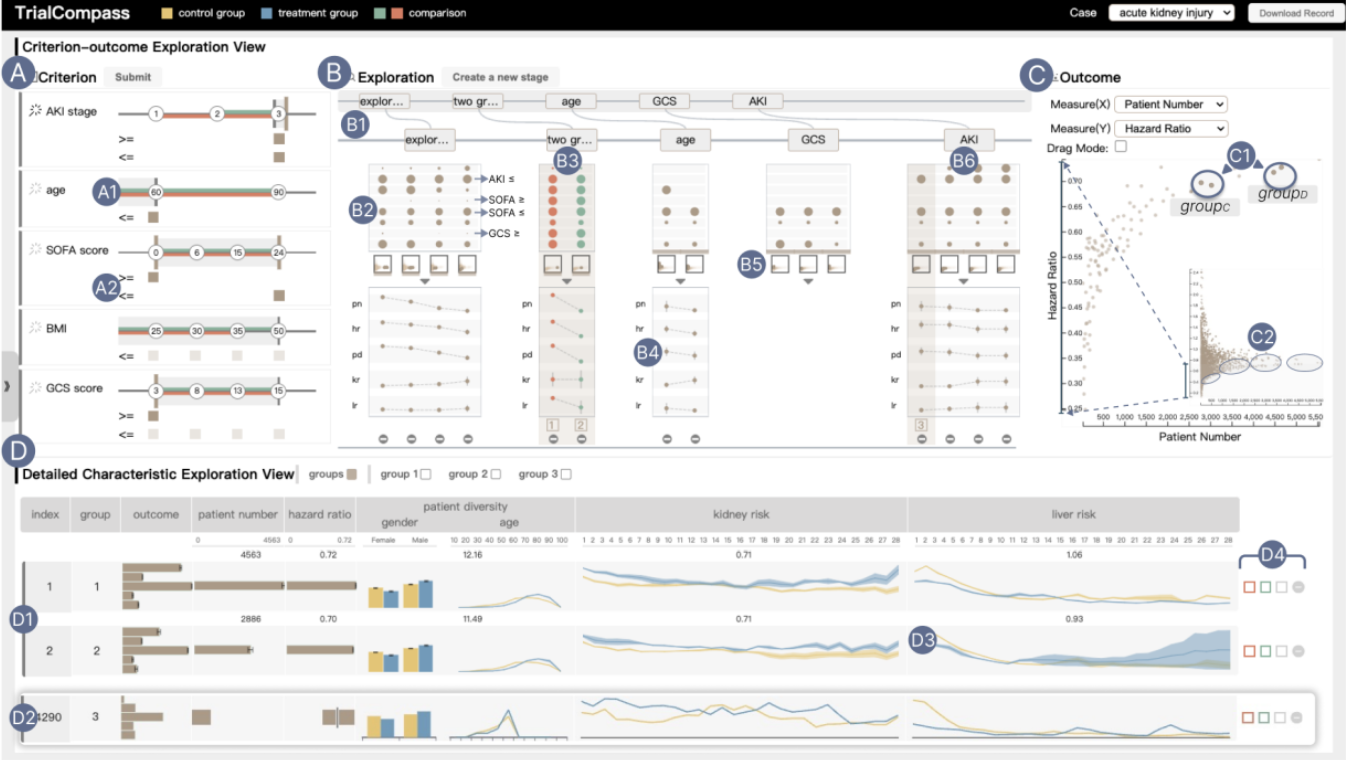 TrialCompass control group treatment group comparison Case acute kidney injury Download Record
Criterion-outcome Exploration View
A Criterion Submit
AKI stage 1 2 3
>=
<=
A1 age 60 90
<=
SOFA score 0 6 15 24
>=
A2 <=
BMI 25 30 35 50
<=
GCS score 3 8 13 15
>=
<=
B Exploration Create a new stage
explor... two gr... age GCS AKI
B1
explor... two gr... age GCS AKI
B3 B6
AKI ≤
SOFA ≥
B2 SOFA ≤
GCS ≥
B5
pn pn pn pn
hr hr hr hr
pd pd B4 pd pd
kr kr kr kr
lr lr lr lr
1 2 3
C Outcome
Measure(X) Patient Number
Measure(Y) Hazard Ratio
Drag Mode:
C1
groupC groupD
C2
0.70
0.65
0.60
0.55
0.50
0.45
0.40
0.35
0.30
0.25
Hazard Ratio
500 1,000 1,500 2,000 2,500 3,000 3,500 4,000 4,500 5,000 5,50
Patient Number
D
Detailed Characteristic Exploration View groups group 1 group 2 group 3
index group outcome patient number hazard ratio patient diversity kidney risk liver risk
gender age
0 4563 0 0.72 Female Male 10 20 30 40 50 60 70 80 90 100 1 2 3 4 5 6 7 8 9 10 11 12 13 14 15 16 17 18 19 20 21 22 23 24 25 26 27 28 1 2 3 4 5 6 7 8 9 10 11 12 13 14 15 16 17 18 19 20 21 22 23 24 25 26 27 28
4563 0.72 12.16 0.71 1.06 D4
1 1
D1 2886 0.70 11.49 0.71 0.93
2 2 D3
D2 4290 3